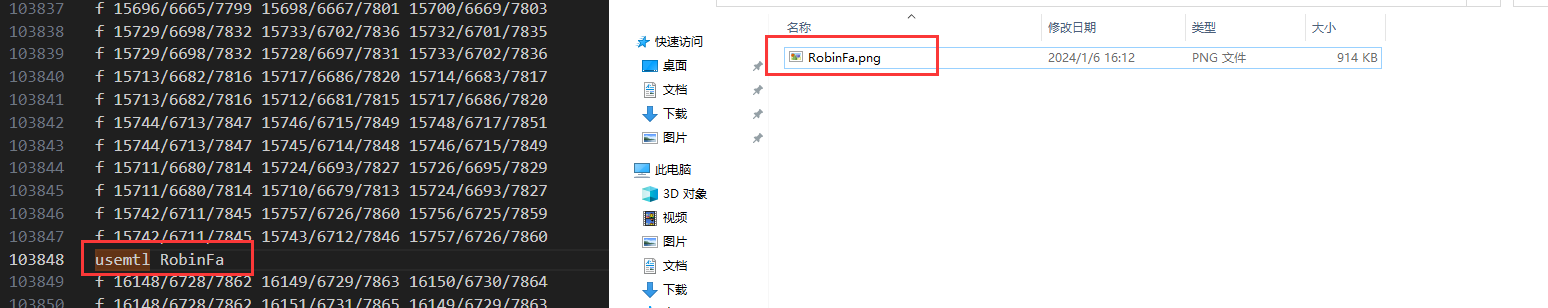 103837 f 15696/6665/7799 15698/6667/7801 15700/6669/7803
103838 f 15729/6698/7832 15733/6702/7836 15732/6701/7835
103839 f 15729/6698/7832 15728/6697/7831 15733/6702/7836
103840 f 15713/6682/7816 15717/6686/7820 15714/6683/7817
103841 f 15713/6682/7816 15712/6681/7815 15717/6686/7820
103842 f 15744/6713/7847 15746/6715/7849 15748/6717/7851
103843 f 15744/6713/7847 15745/6714/7848 15746/6715/7849
103844 f 15711/6680/7814 15724/6693/7827 15726/6695/7829
103845 f 15711/6680/7814 15710/6679/7813 15724/6693/7827
103846 f 15742/6711/7845 15757/6726/7860 15756/6725/7859
103847 f 15742/6711/7845 15743/6712/7846 15757/6726/7860
103848 usemtl RobinFa
103849 f 16148/6728/7862 16149/6729/7863 16150/6730/7864
103850 f 16148/6728/7862 16151/6731/7865 16149/6729/7863
快速访问
桌面
文档
下载
图片
此电脑
3D 对象
视频
图片
文档
下载
名称 修改日期 类型 大小
RobinFa.png 2024/1/6 16:12 PNG 文件 914 KB